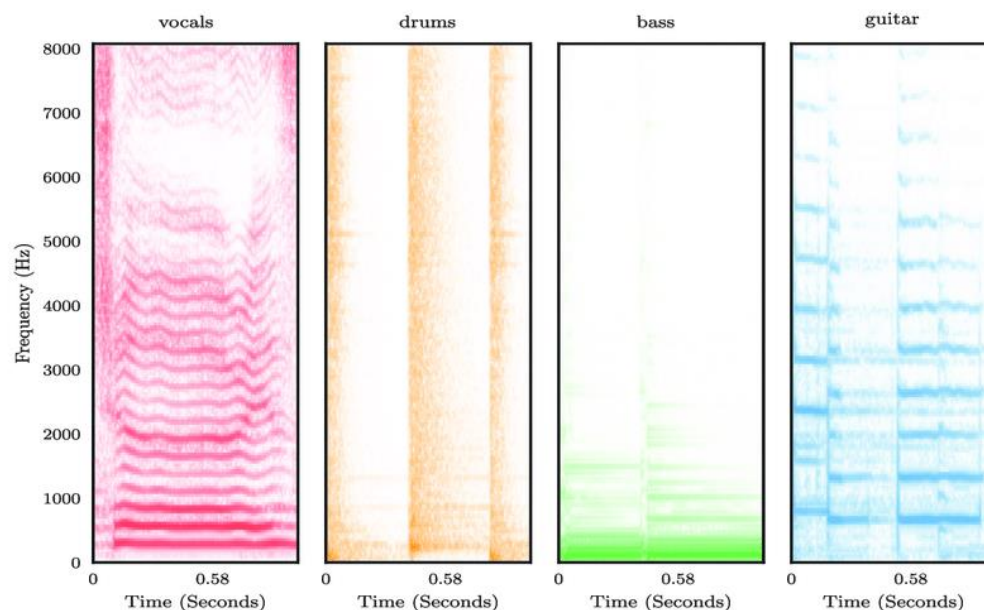 vocals
drums
bass
guitar
8000
7000
6000
5000
4000
3000
2000
1000
0
Frequency (Hz)
0 0.58
0 0.58
0 0.58
0 0.58
Time (Seconds)
Time (Seconds)
Time (Seconds)
Time (Seconds)